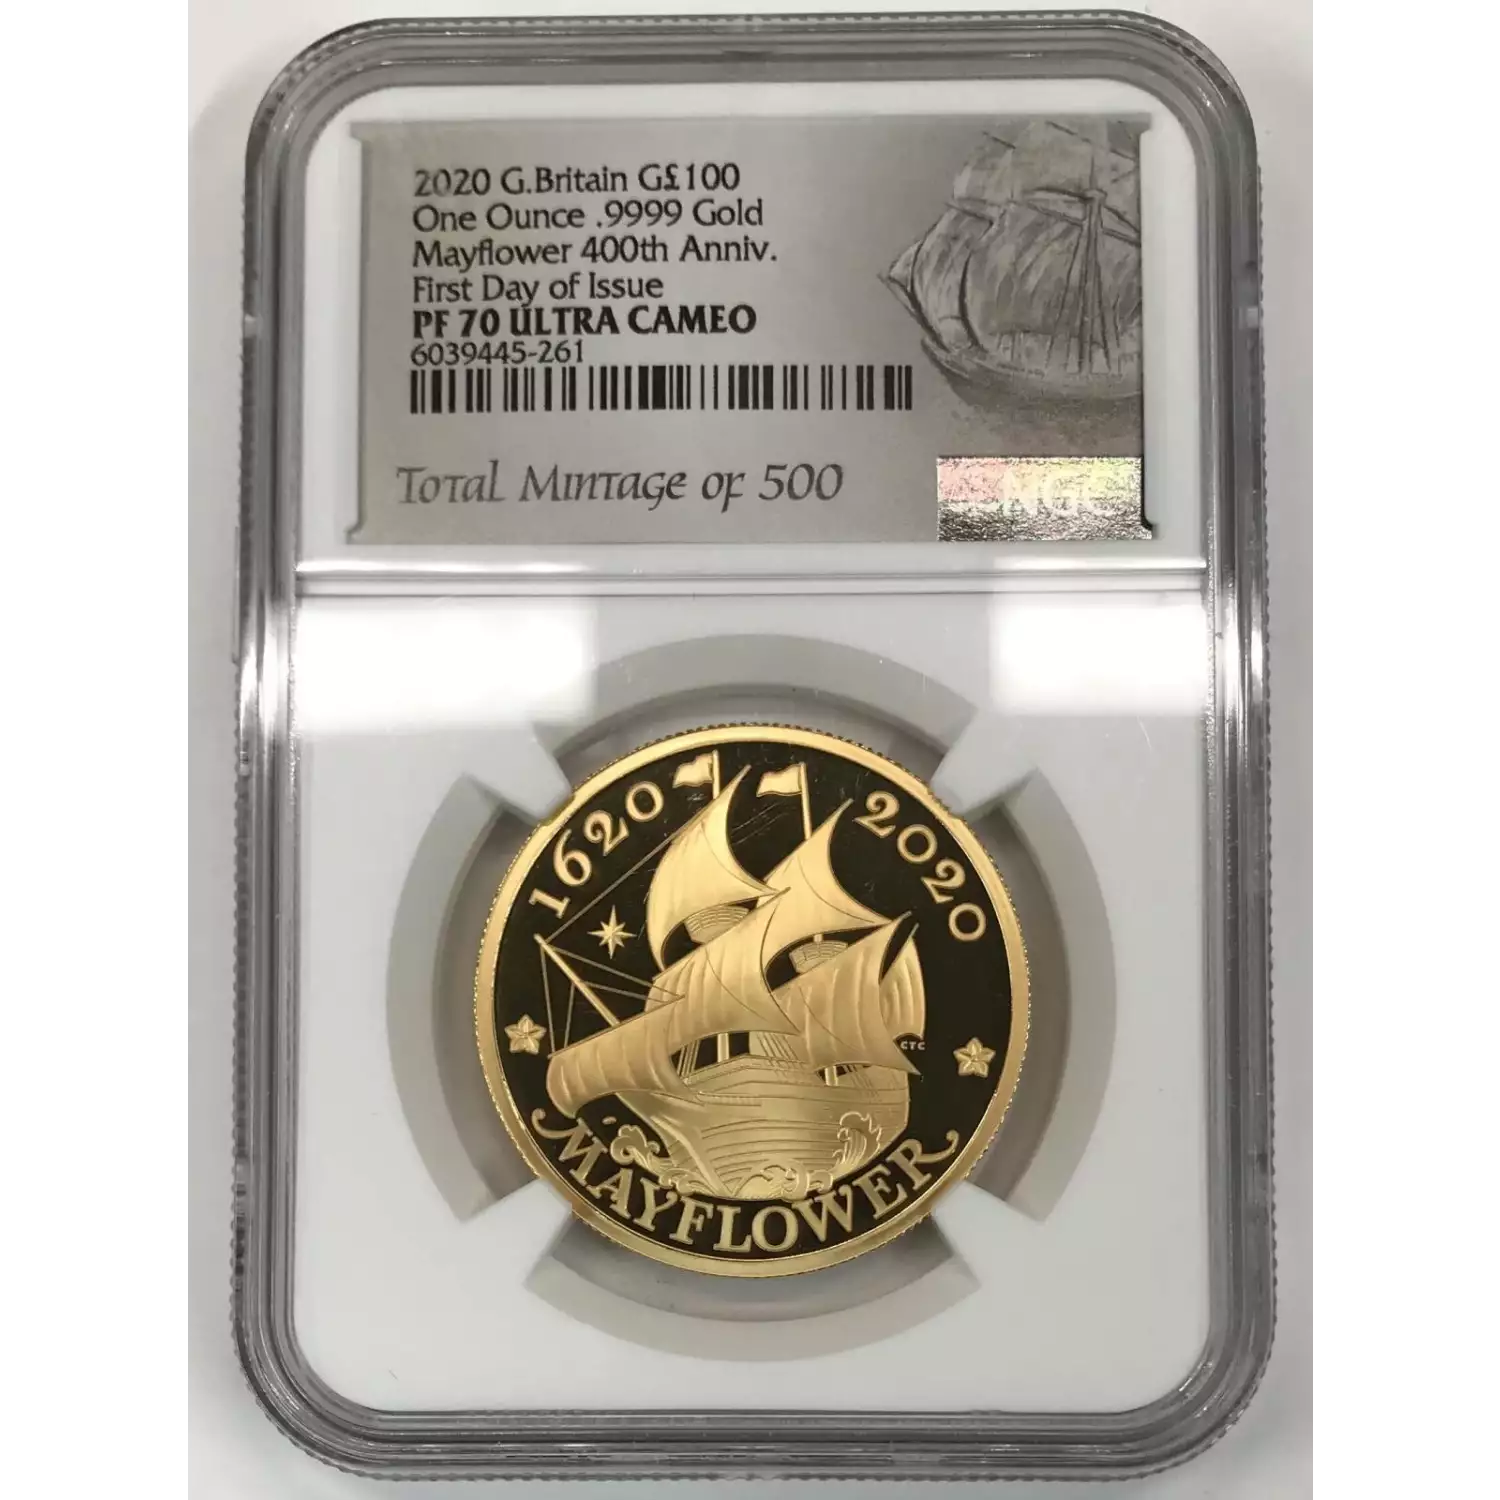 2020 G.Britain G£100
One Ounce .9999 Gold
Mayflower 400th Anniv.
First Day of Issue
PF 70 ULTRA CAMEO
6039445-261
Total Mintage of 500
NGC
1620
2020
CTC
MAYFLOWER